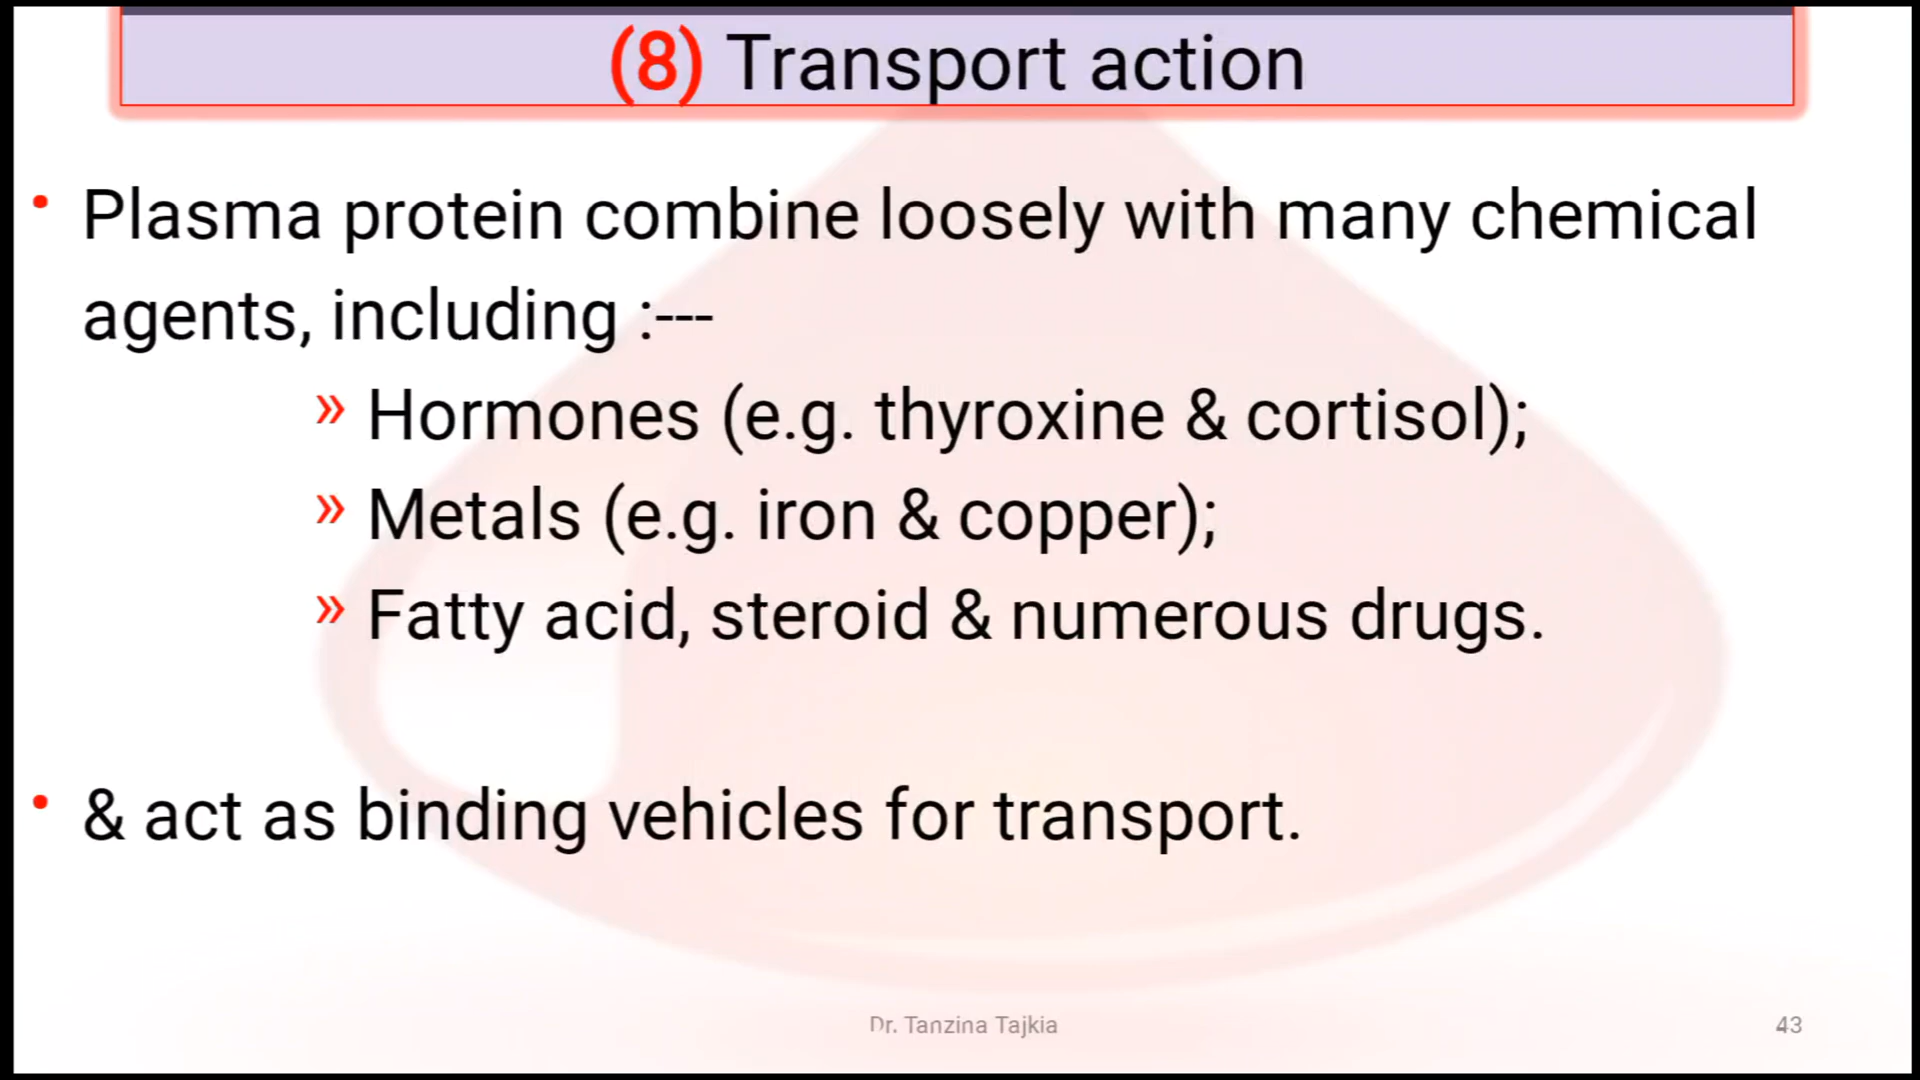 (8) Transport action
• Plasma protein combine loosely with many chemical
agents, including :---
» Hormones (e.g. thyroxine & cortisol);
» Metals (e.g. iron & copper);
» Fatty acid, steroid & numerous drugs.
• & act as binding vehicles for transport.
Dr. Tanzina Tajkia
43